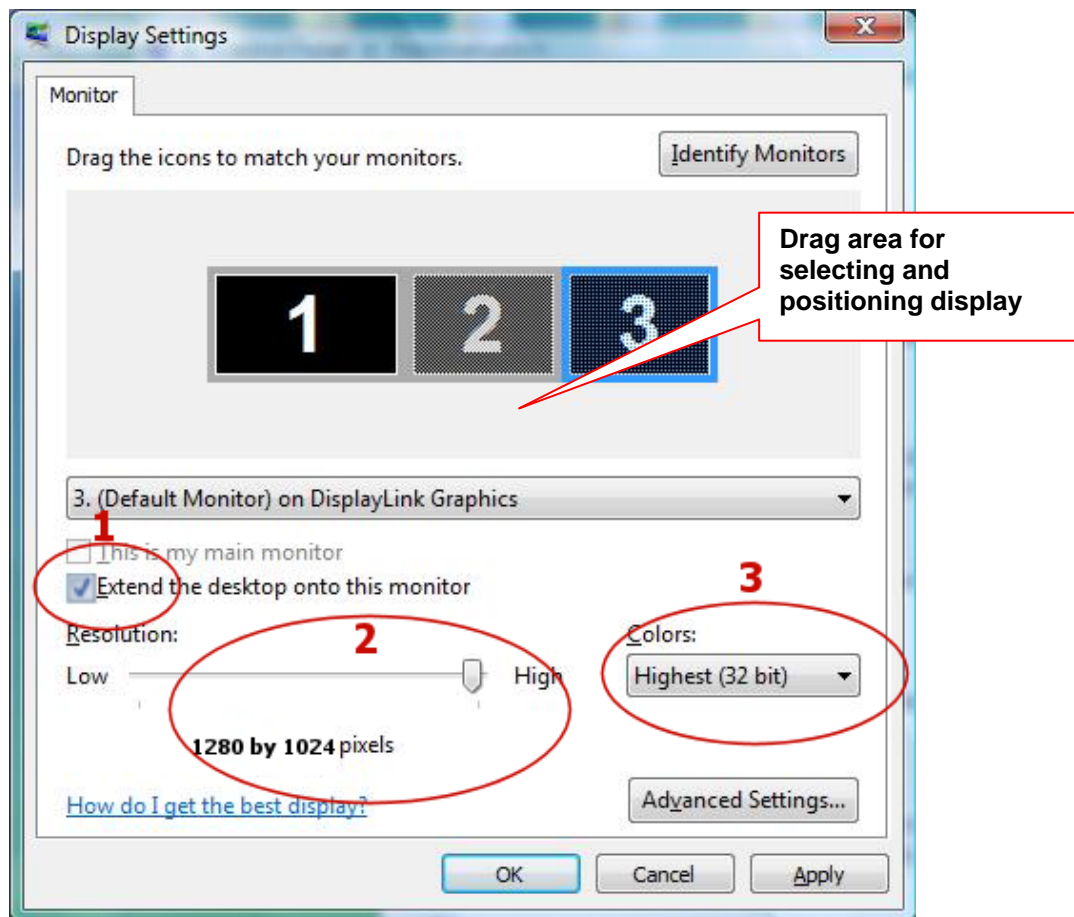 Display Settings
Monitor
Drag the icons to match your monitors.
Identify Monitors
1
2
3
Drag area for
selecting and
positioning display
3. (Default Monitor) on DisplayLink Graphics
1
This is my main monitor
Extend the desktop onto this monitor
Resolution:
2
Low
High
1280 by 1024 pixels
3
Colors:
Highest (32 bit)
How do I get the best display?
Advanced Settings...
OK
Cancel
Apply